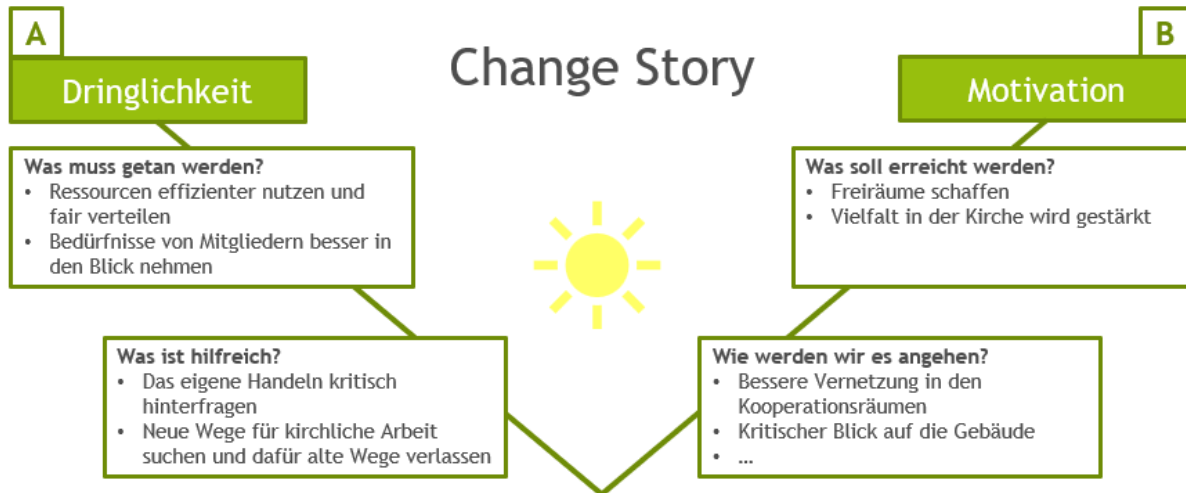 A
B
Change Story
Dringlichkeit
Motivation
Was muss getan werden?
• Ressourcen effizienter nutzen und
fair verteilen
• Bedürfnisse von Mitgliedern besser in
den Blick nehmen
Was soll erreicht werden?
• Freiräume schaffen
• Vielfalt in der Kirche wird gestärkt
Was ist hilfreich?
• Das eigene Handeln kritisch
hinterfragen
• Neue Wege für kirchliche Arbeit
suchen und dafür alte Wege verlassen
Wie werden wir es angehen?
• Bessere Vernetzung in den
Kooperationsräumen
• Kritischer Blick auf die Gebäude
• ...